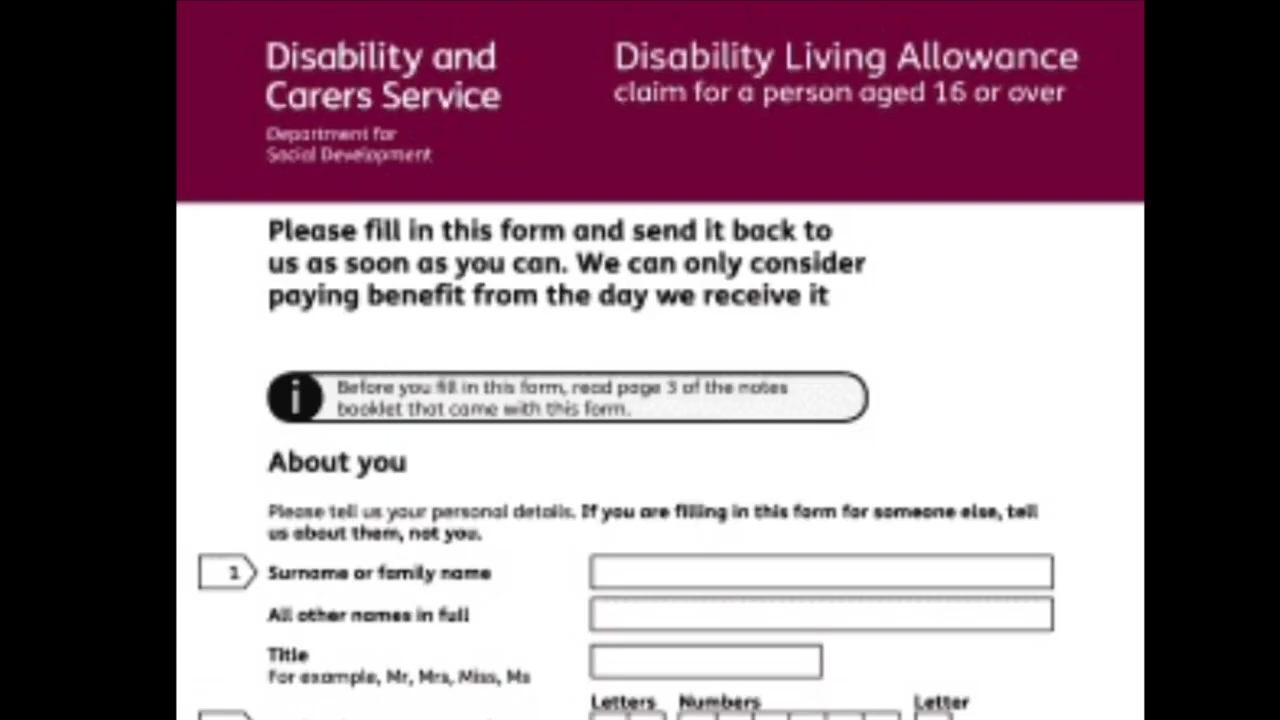 Disability and
Carers Service
Department for
Social Development
Disability Living Allowance
claim for a person aged 16 or over
Please fill in this form and send it back to
us as soon as you can. We can only consider
paying benefit from the day we receive it
i
Before you fill in this form, read page 3 of the notes
booklet that came with this form.
About you
Please tell us your personal details. If you are filling in this form for someone else, tell
us about them, not you.
1 Surname or family name
All other names in full
Title
For example, Mr, Mrs, Miss, Ms
Letters Numbers Letter